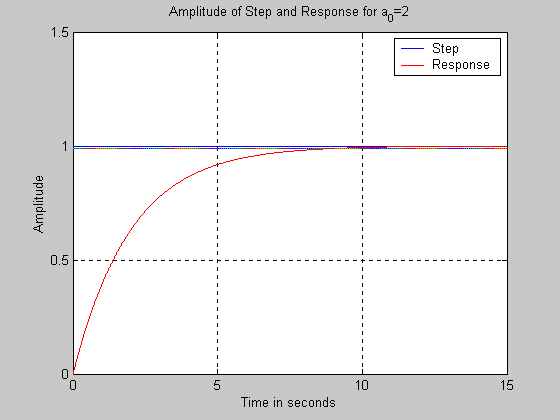 Amplitude of Step and Response for a0=2
1.5
Step
Response
1
Amplitude
0.5
0
0
5
10
15
Time in seconds